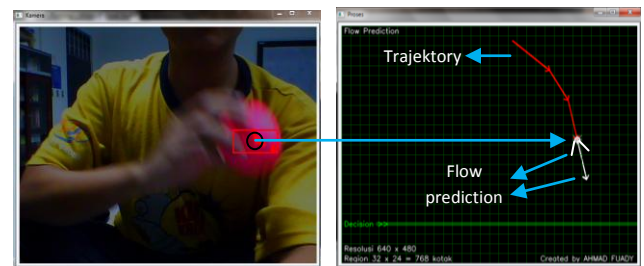 Kamera
Proses
Flow Prediction
Trajektory
Flow
prediction
Decision >>
Resolusi 640 x 480
Region 32 x 24 = 768 kotak
Created by AHMAD FUADY